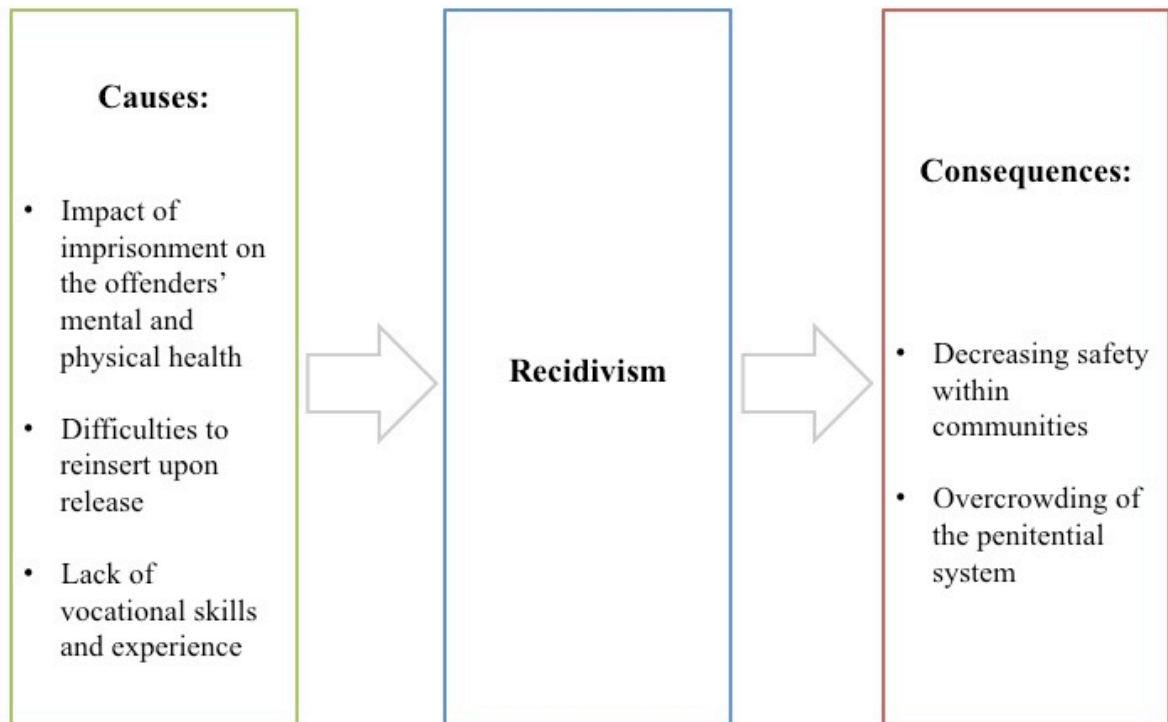 Causes:
• Impact of
imprisonment on
the offenders’
mental and
physical health
• Difficulties to
reinsert upon
release
• Lack of
vocational skills
and experience
Recidivism
Consequences:
• Decreasing safety
within
communities
• Overcrowding of
the penitential
system